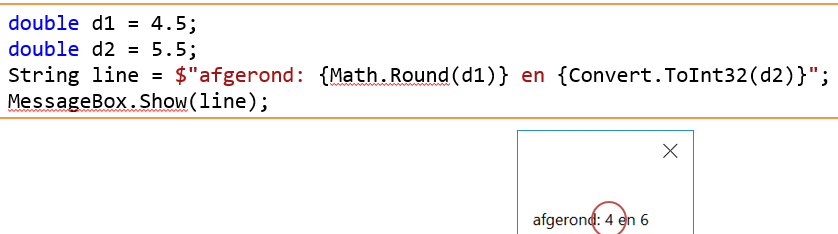 double d1 = 4.5;
double d2 = 5.5;
String line = $"afgerond: {Math.Round(d1)} en {Convert.ToInt32(d2)}";
MessageBox.Show(line);
afgerond: 4 en 6